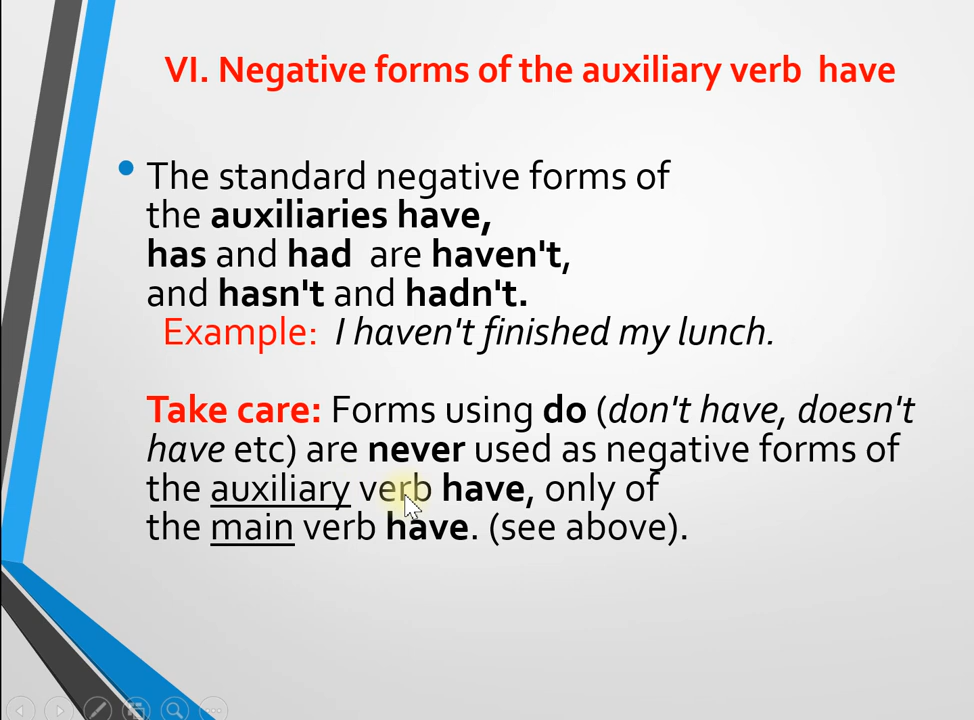 VI. Negative forms of the auxiliary verb have
The standard negative forms of
the auxiliaries have,
has and had are haven't,
and hasn't and hadn't.
Example: I haven't finished my lunch.
Take care: Forms using do (don't have, doesn't
have etc) are never used as negative forms of
the auxiliary verb have, only of
the main verb have. (see above).